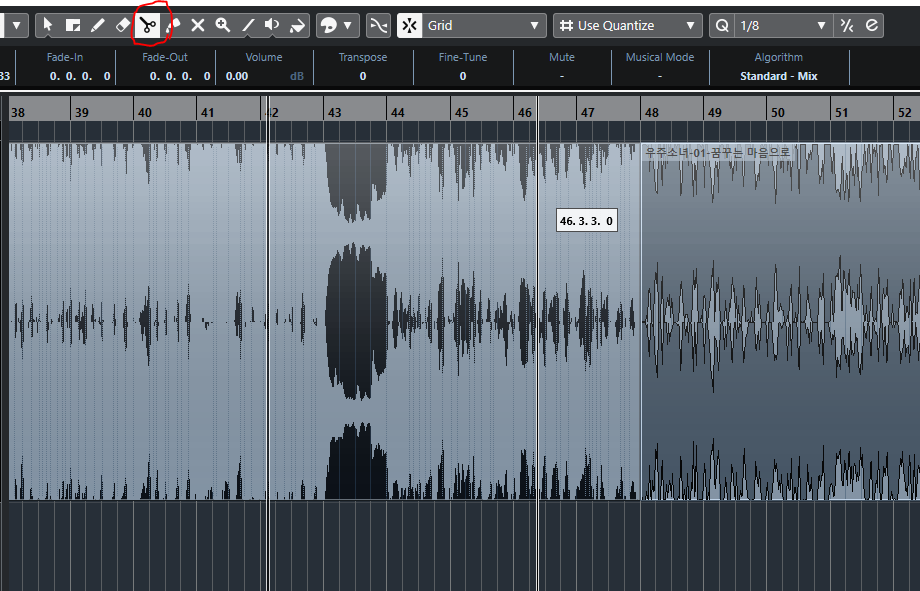 Grid
Use Quantize
1/8
Fade-In
Fade-Out
Volume
Transpose
Fine-Tune
Mute
Musical Mode
Algorithm
33
0. 0. 0. 0
0. 0. 0. 0
0.00 dB
0
0
-
-
Standard - Mix
38 39 40 41 42 43 44 45 46 47 48 49 50 51 52
우주소녀-01-꿈꾸는 마음으로
46. 3. 3. 0